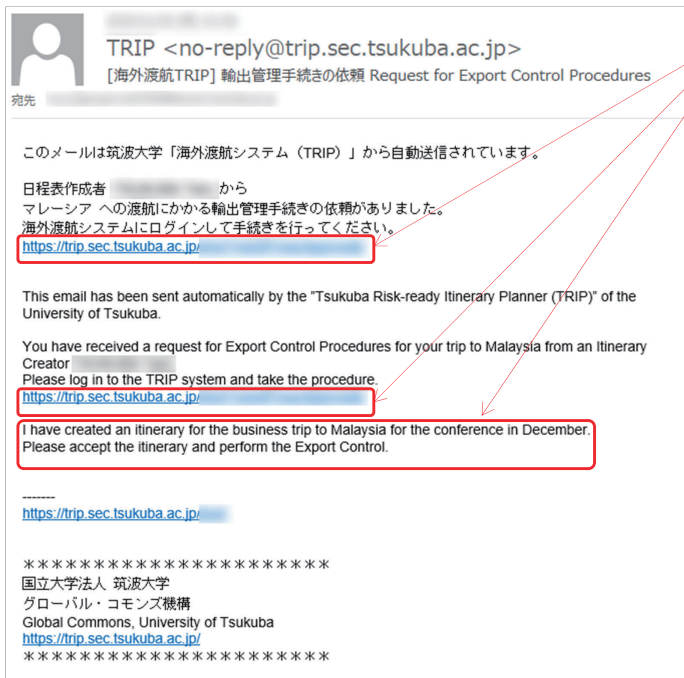 TRIP <no-reply@trip.sec.tsukuba.ac.jp>
[海外渡航TRIP] 輸出管理手続きの依頼 Request for Export Control Procedures
宛先
このメールは筑波大学「海外渡航システム（TRIP）」から自動送信されています。
日程表作成者 から
マレーシア への渡航にかかる輸出管理手続きの依頼がありました。
海外渡航システムにログインして手続きを行ってください。
https://trip.sec.tsukuba.ac.jp/
This email has been sent automatically by the "Tsukuba Risk-ready Itinerary Planner (TRIP)" of the
University of Tsukuba.
You have received a request for Export Control Procedures for your trip to Malaysia from an Itinerary
Creator
Please log in to the TRIP system and take the procedure.
https://trip.sec.tsukuba.ac.jp/
I have created an itinerary for the business trip to Malaysia for the conference in December.
Please accept the itinerary and perform the Export Control.
-------
https://trip.sec.tsukuba.ac.jp/
＊＊＊＊＊＊＊＊＊＊＊＊＊＊＊＊＊＊＊＊＊＊
国立大学法人 筑波大学
グローバル・コモンズ機構
Global Commons, University of Tsukuba
https://trip.sec.tsukuba.ac.jp/
＊＊＊＊＊＊＊＊＊＊＊＊＊＊＊＊＊＊＊＊＊＊